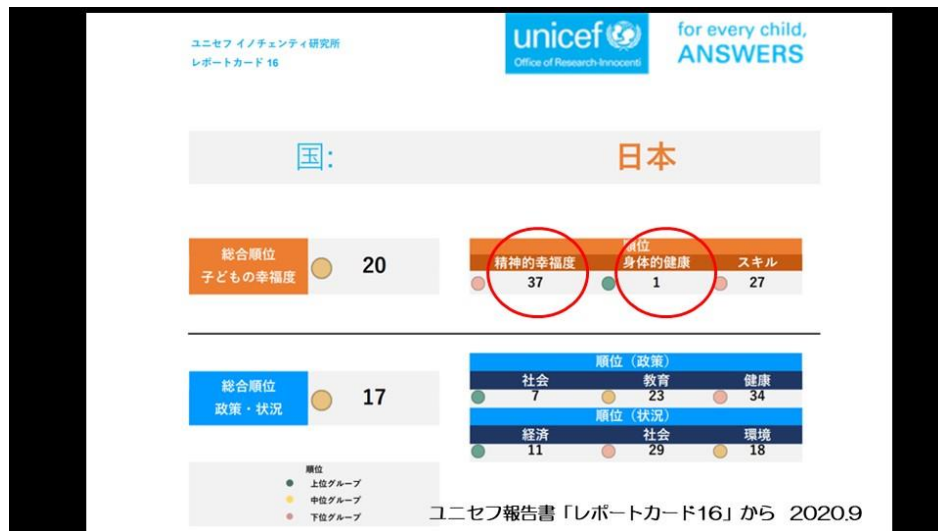 ユニセフ イノチェンティ研究所
レポートカード 16
unicef
Office of Research-Innocenti
for every child,
ANSWERS
国:
日本
総合順位
子どもの幸福度
20
順位
精神的幸福度 身体的健康 スキル
37 1 27
総合順位
政策・状況
17
順位（政策）
社会 教育 健康
7 23 34
順位（状況）
経済 社会 環境
11 29 18
順位
上位グループ
中位グループ
下位グループ
ユニセフ報告書「レポートカード16」から 2020.9